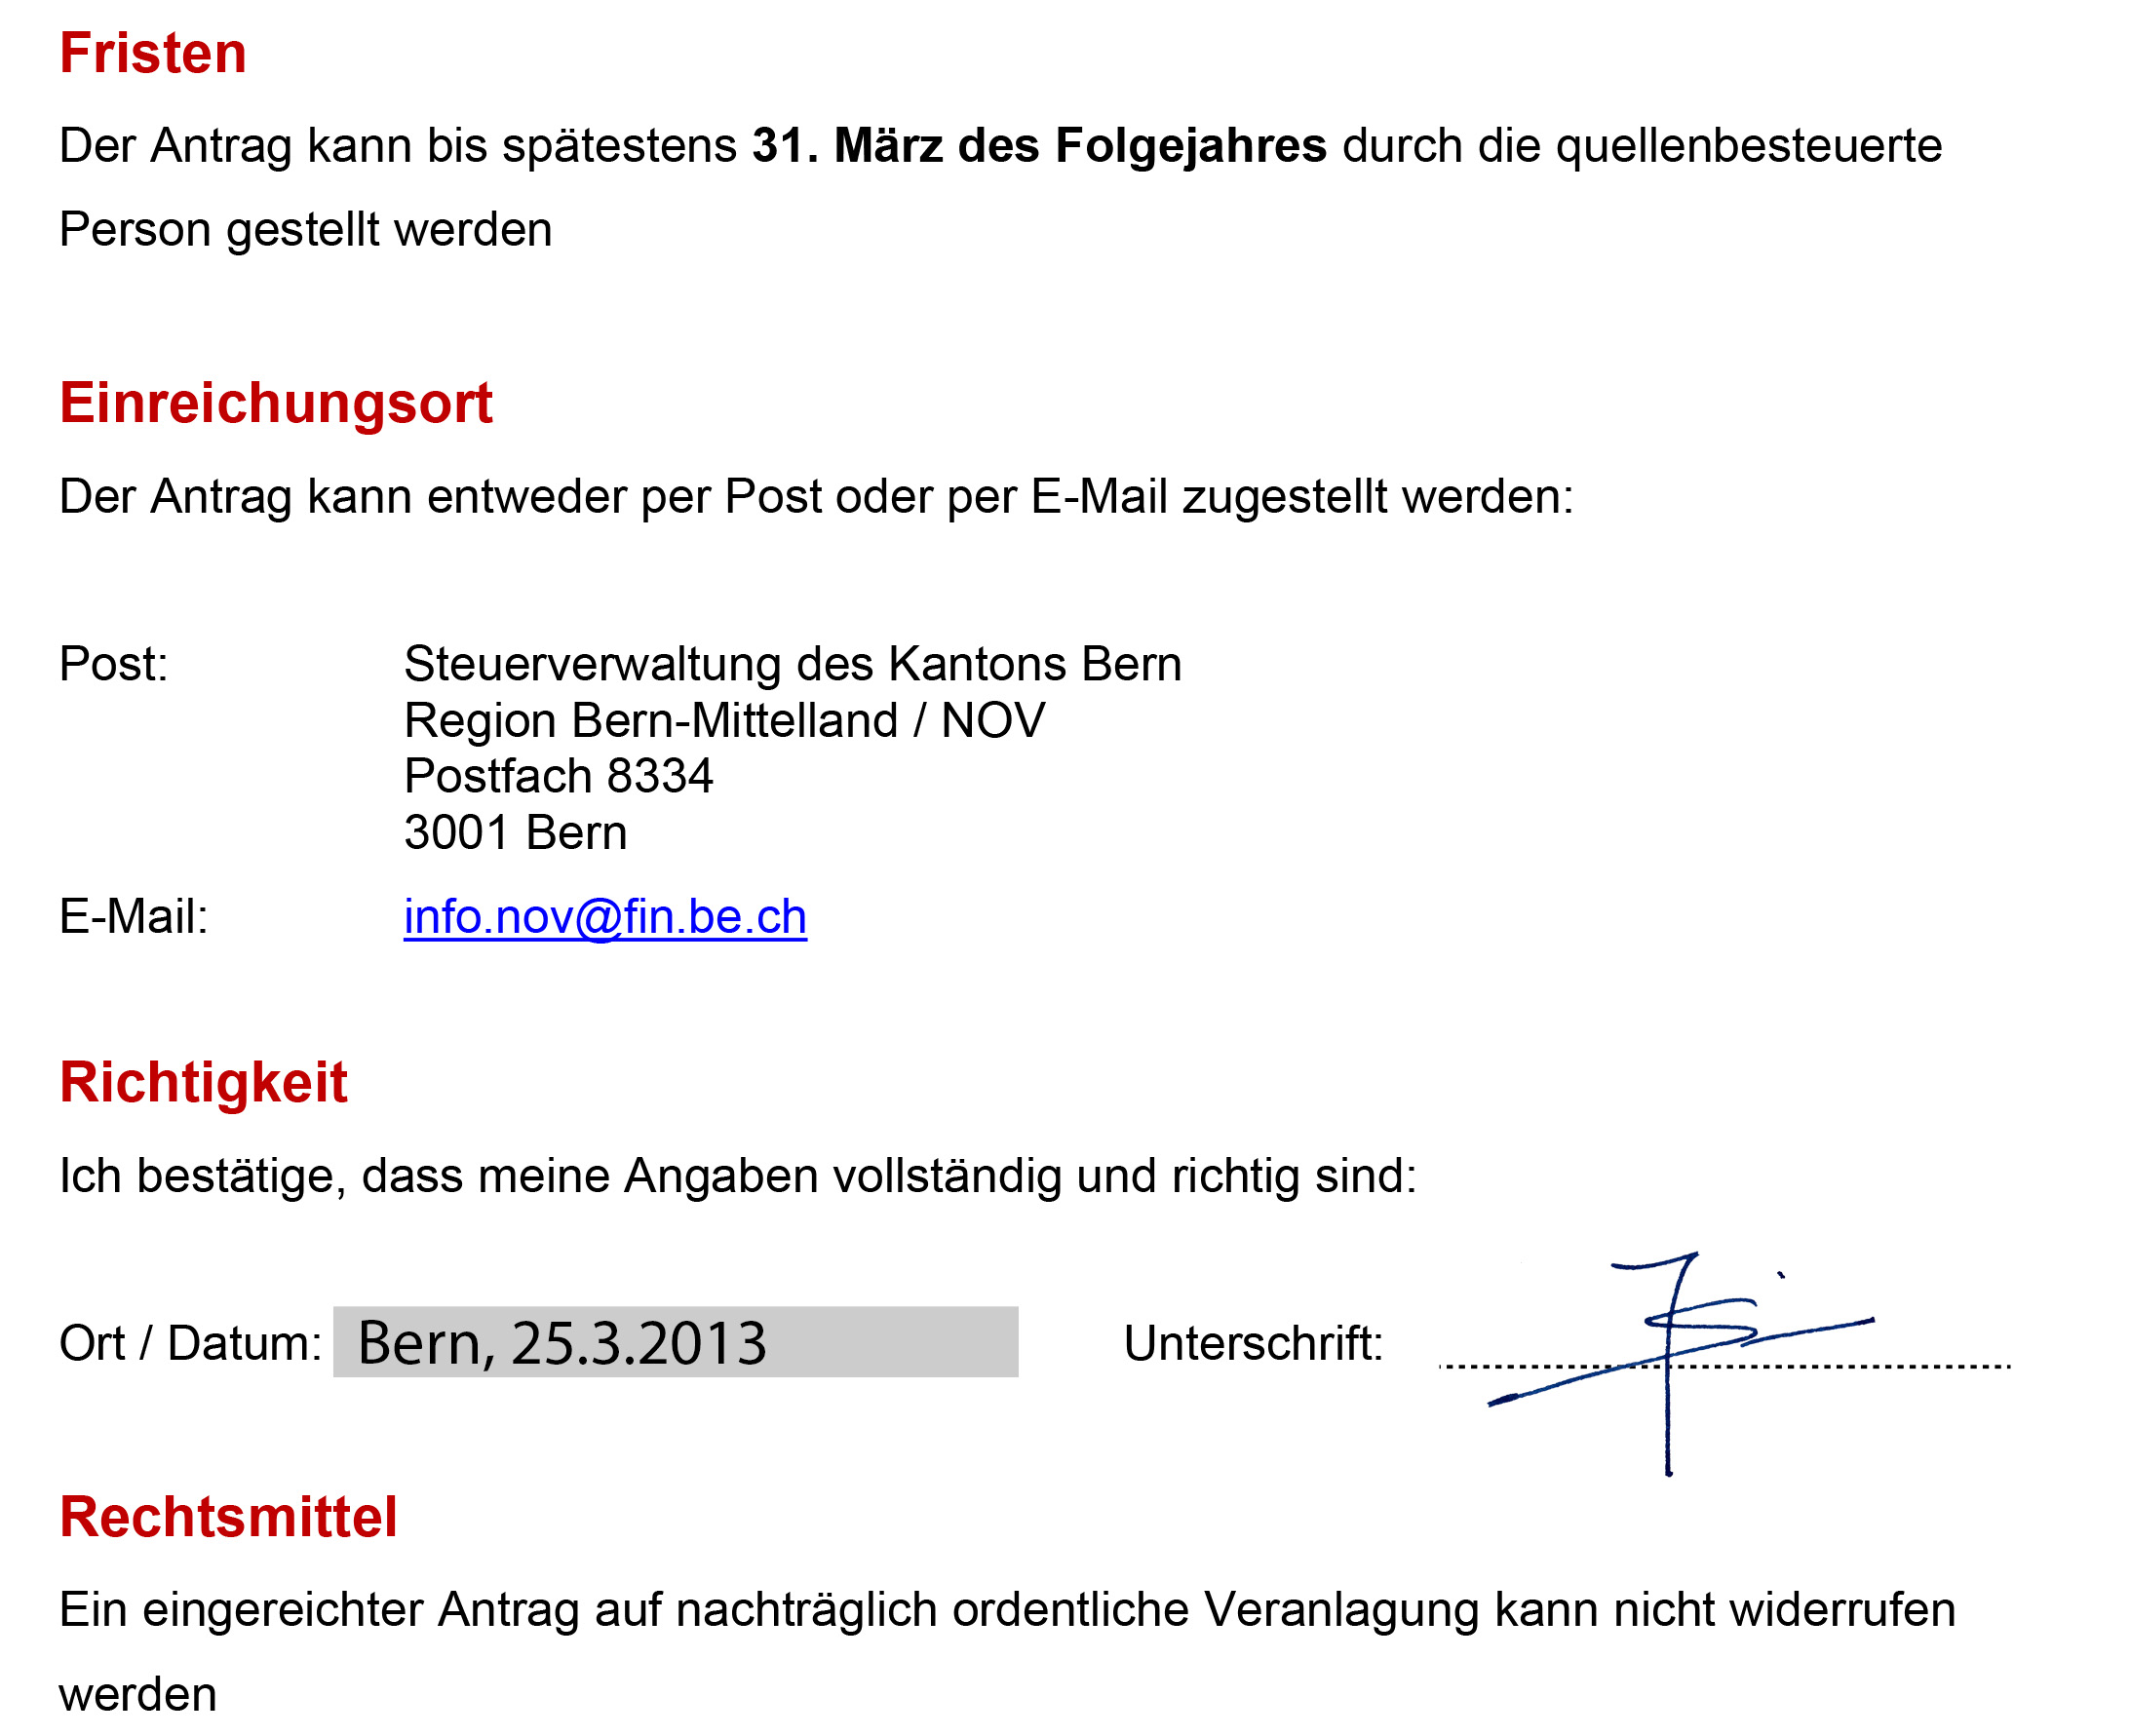 Fristen
Der Antrag kann bis spätestens 31. März des Folgejahres durch die quellenbesteuerte
Person gestellt werden
Einreichungsort
Der Antrag kann entweder per Post oder per E-Mail zugestellt werden:
Post: Steuerverwaltung des Kantons Bern
Region Bern-Mittelland / NOV
Postfach 8334
3001 Bern
E-Mail: info.nov@fin.be.ch
Richtigkeit
Ich bestätige, dass meine Angaben vollständig und richtig sind:
Ort / Datum: Bern, 25.3.2013 Unterschrift:
Rechtsmittel
Ein eingereichter Antrag auf nachträglich ordentliche Veranlagung kann nicht widerrufen
werden